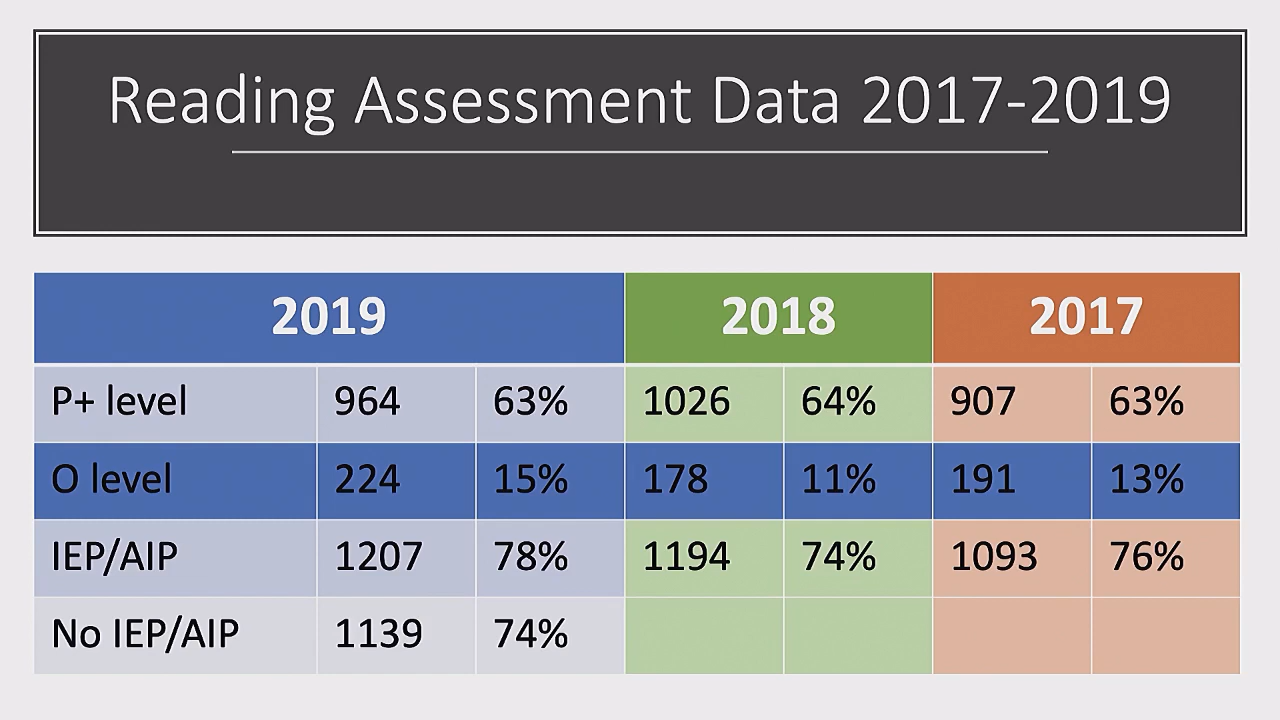 Reading Assessment Data 2017-2019
2019 2018 2017
P+ level 964 63% 1026 64% 907 63%
O level 224 15% 178 11% 191 13%
IEP/AIP 1207 78% 1194 74% 1093 76%
No IEP/AIP 1139 74%